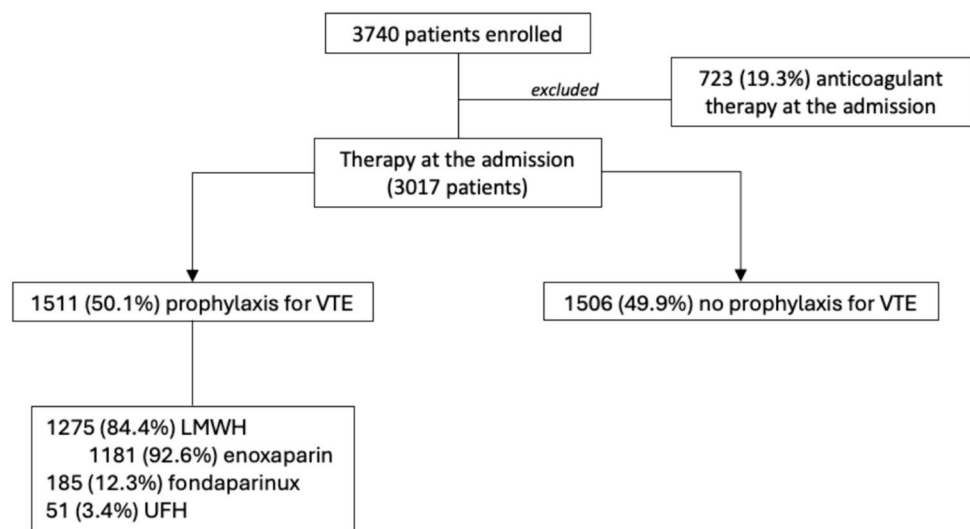 3740 patients enrolled
excluded
723 (19.3%) anticoagulant
therapy at the admission
Therapy at the admission
(3017 patients)
1511 (50.1%) prophylaxis for VTE
1506 (49.9%) no prophylaxis for VTE
1275 (84.4%) LMWH
1181 (92.6%) enoxaparin
185 (12.3%) fondaparinux
51 (3.4%) UFH